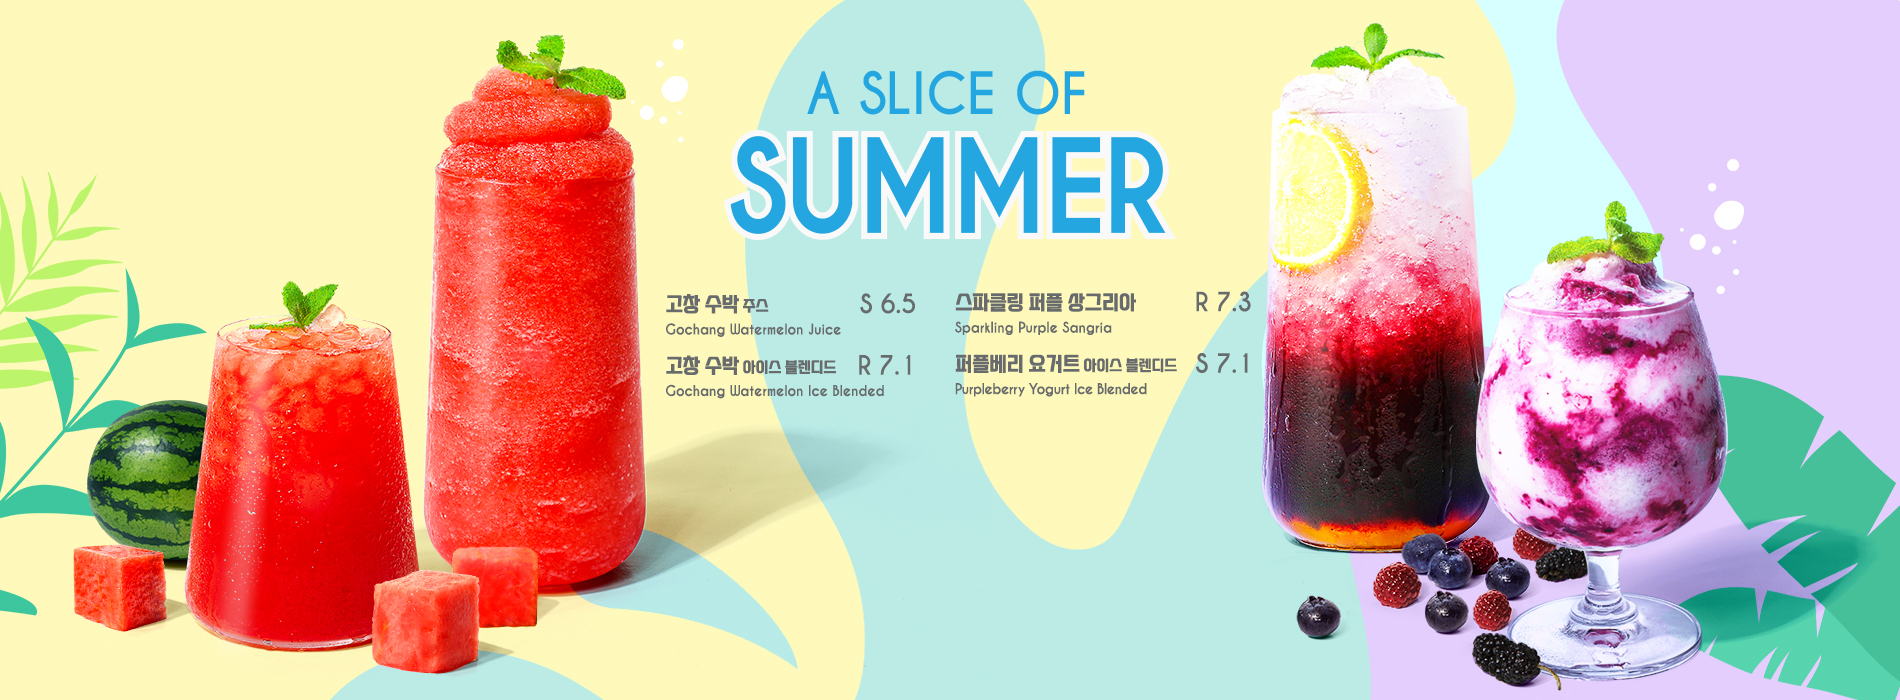 A SLICE OF
SUMMER
고창 수박 주스 S 6.5
Gochang Watermelon Juice
고창 수박 아이스 블렌디드 R 7.1
Gochang Watermelon Ice Blended
스파클링 퍼플 상그리아 R 7.3
Sparkling Purple Sangria
퍼플베리 요거트 아이스 블렌디드 S 7.1
Purpleberry Yogurt Ice Blended